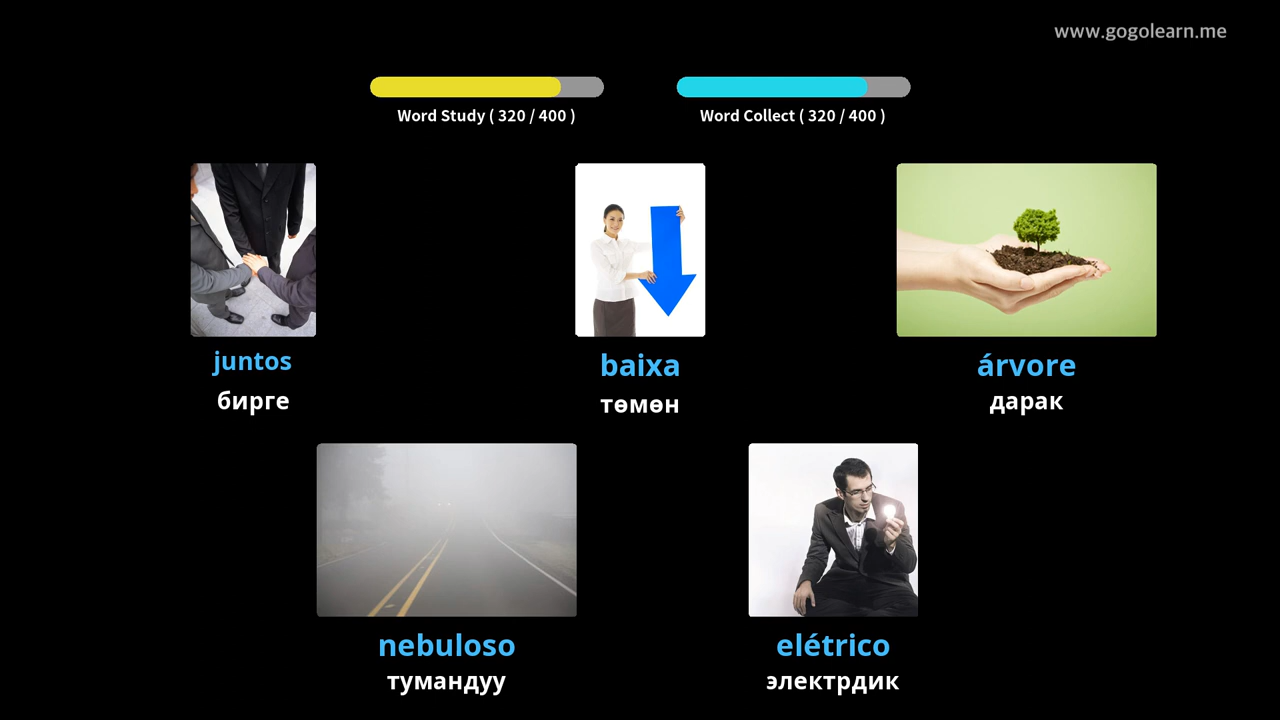 www.gogolearn.me
Word Study ( 320 / 400 )
Word Collect ( 320 / 400 )
juntos
бирге
baixa
төмөн
árvore
дарак
nebuloso
тумандуу
elétrico
электрдик